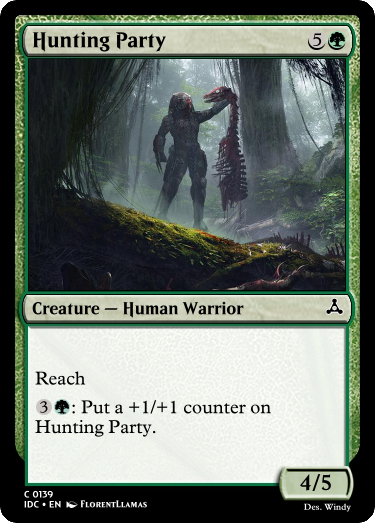 Hunting Party 5
Creature — Human Warrior
Reach
3 : Put a +1/+1 counter on
Hunting Party.
4/5
C 0139
IDC • EN FlorentLlamas
Des. Windy